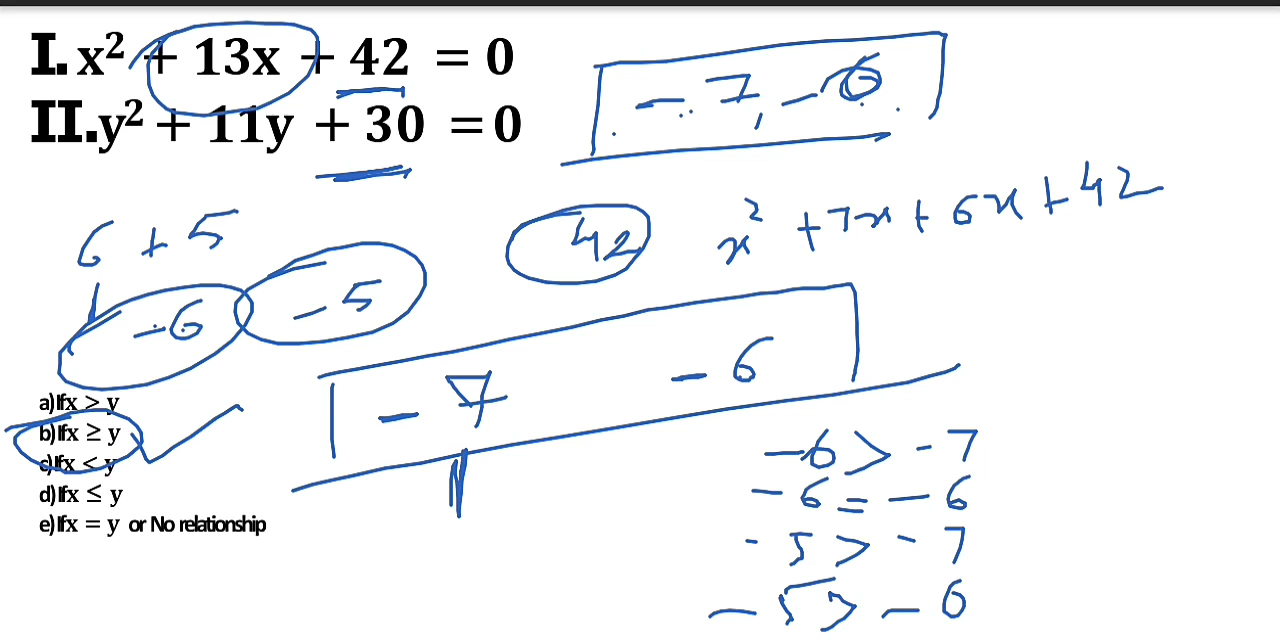 I. x² + 13x + 42 = 0
II. y² + 11y + 30 = 0
- 7, - 6
6 + 5
42
x² + 7x + 6x + 42
-6 - 5
- 7 - 6
a) If x > y
b) If x ≥ y
c) If x < y
d) If x ≤ y
e) If x = y or No relationship
-6 > - 7
- 6 = - 6
- 5 > - 7
- 5 > - 6